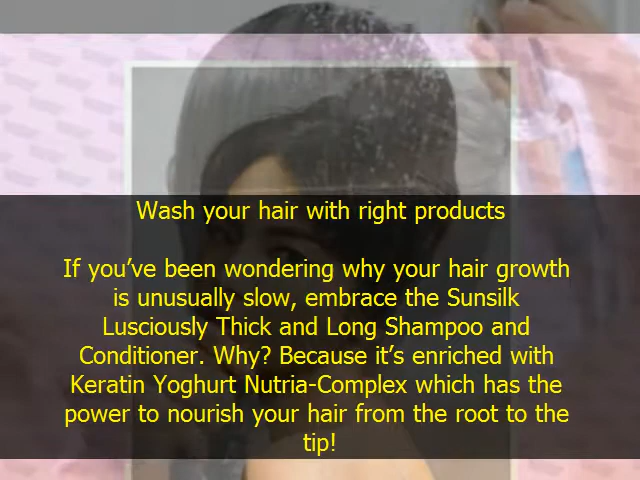 Wash your hair with right products
If you’ve been wondering why your hair growth
is unusually slow, embrace the Sunsilk
Lusciously Thick and Long Shampoo and
Conditioner. Why? Because it’s enriched with
Keratin Yoghurt Nutria-Complex which has the
power to nourish your hair from the root to the
tip!